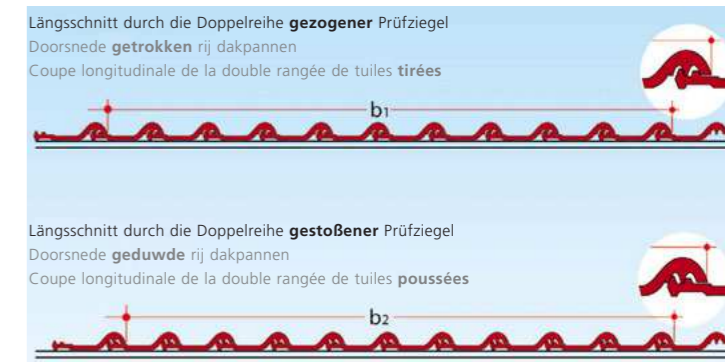 Längsschnitt durch die Doppelreihe gezogener Prüfziegel
Doorsnede getrokken rij dakpannen
Coupe longitudinale de la double rangée de tuiles tirées
b1
Längsschnitt durch die Doppelreihe gestoßener Prüfziegel
Doorsnede geduwde rij dakpannen
Coupe longitudinale de la double rangée de tuiles poussées
b2